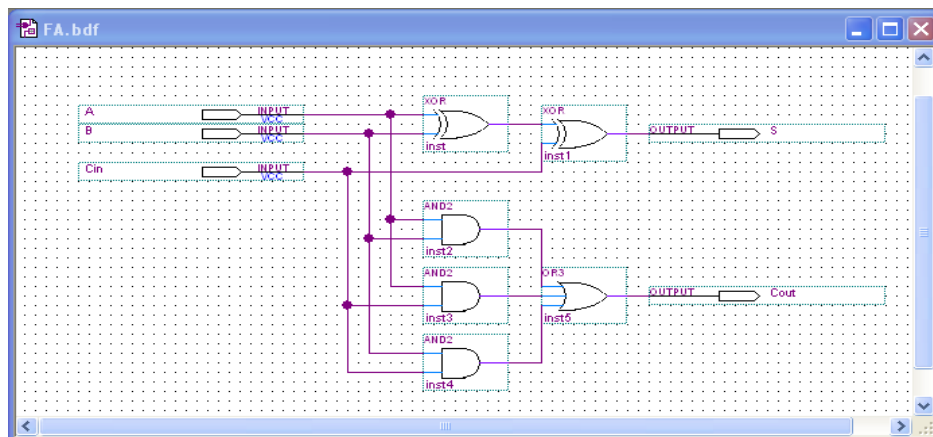 FA.bdf
A INPUT VCC
B INPUT VCC
Cin INPUT VCC
XOR
inst
XOR
inst1
OUTPUT S
AND2
inst2
AND2
inst3
OR3
inst5
OUTPUT Cout
AND2
inst4